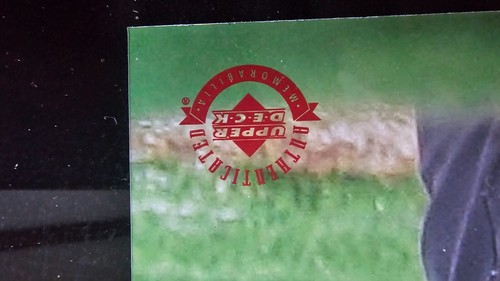 UPPER
D·E·C·K
AUTHENTICATED
·MEMORABILIA·
®